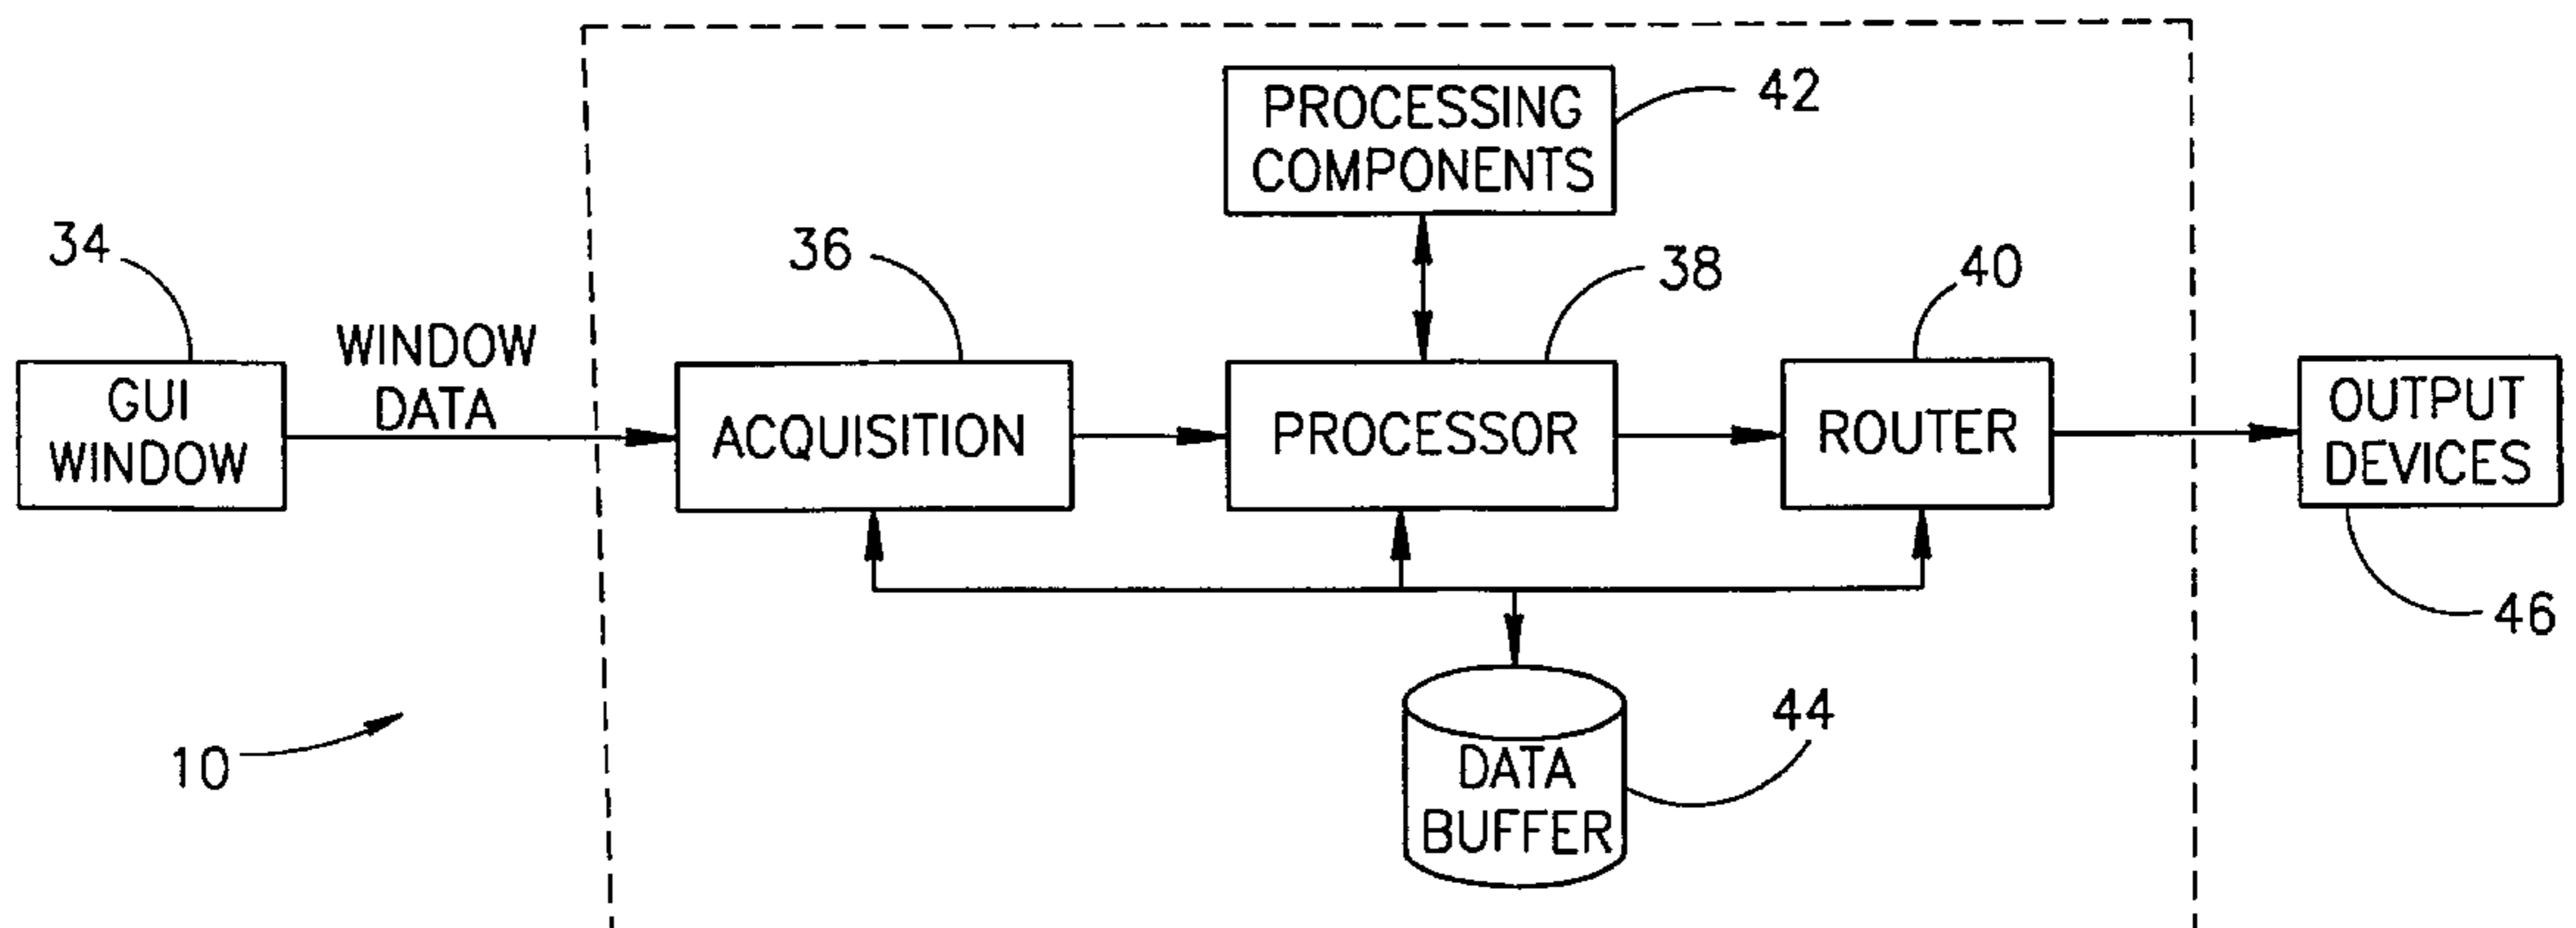 PROCESSING
COMPONENTS
42
34
36
38
40
WINDOW
DATA
GUI
WINDOW
ACQUISITION
PROCESSOR
ROUTER
OUTPUT
DEVICES
46
10
44
DATA
BUFFER